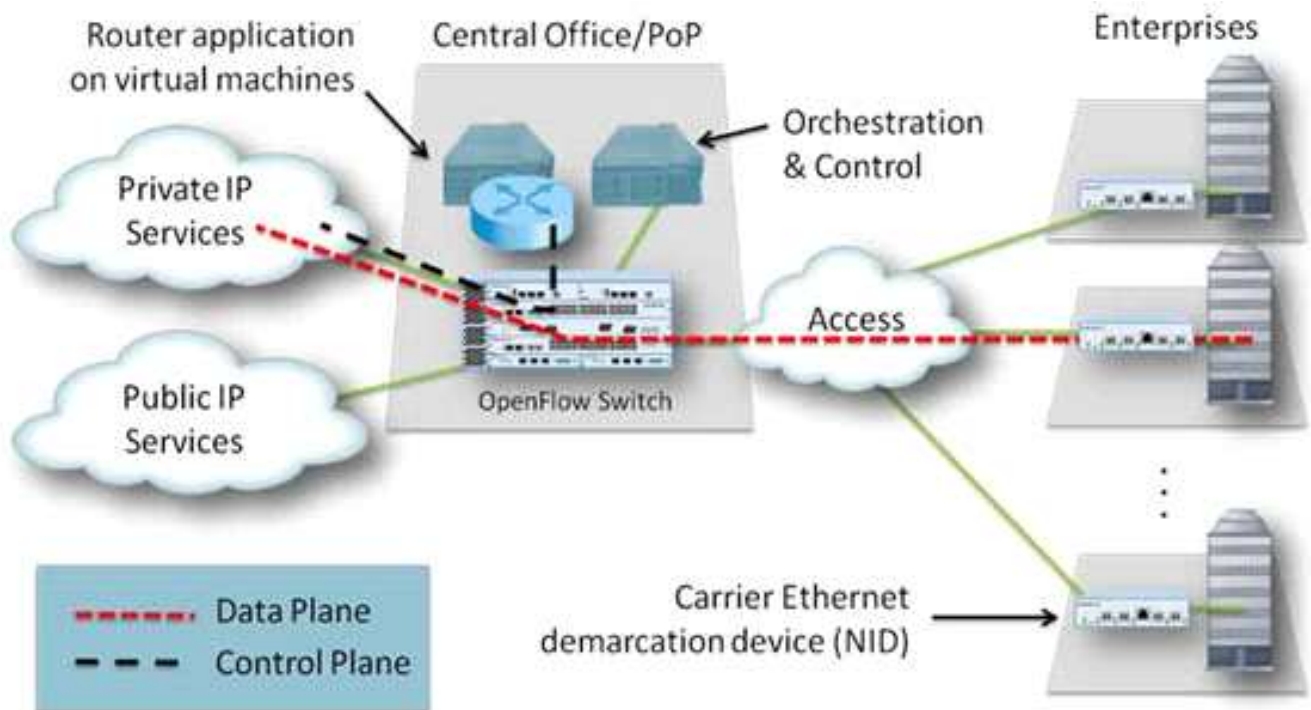 Router application
on virtual machines
Central Office/PoP
Enterprises
Orchestration
& Control
Private IP
Services
Access
OpenFlow Switch
Public IP
Services
Data Plane
Control Plane
Carrier Ethernet
demarcation device (NID)